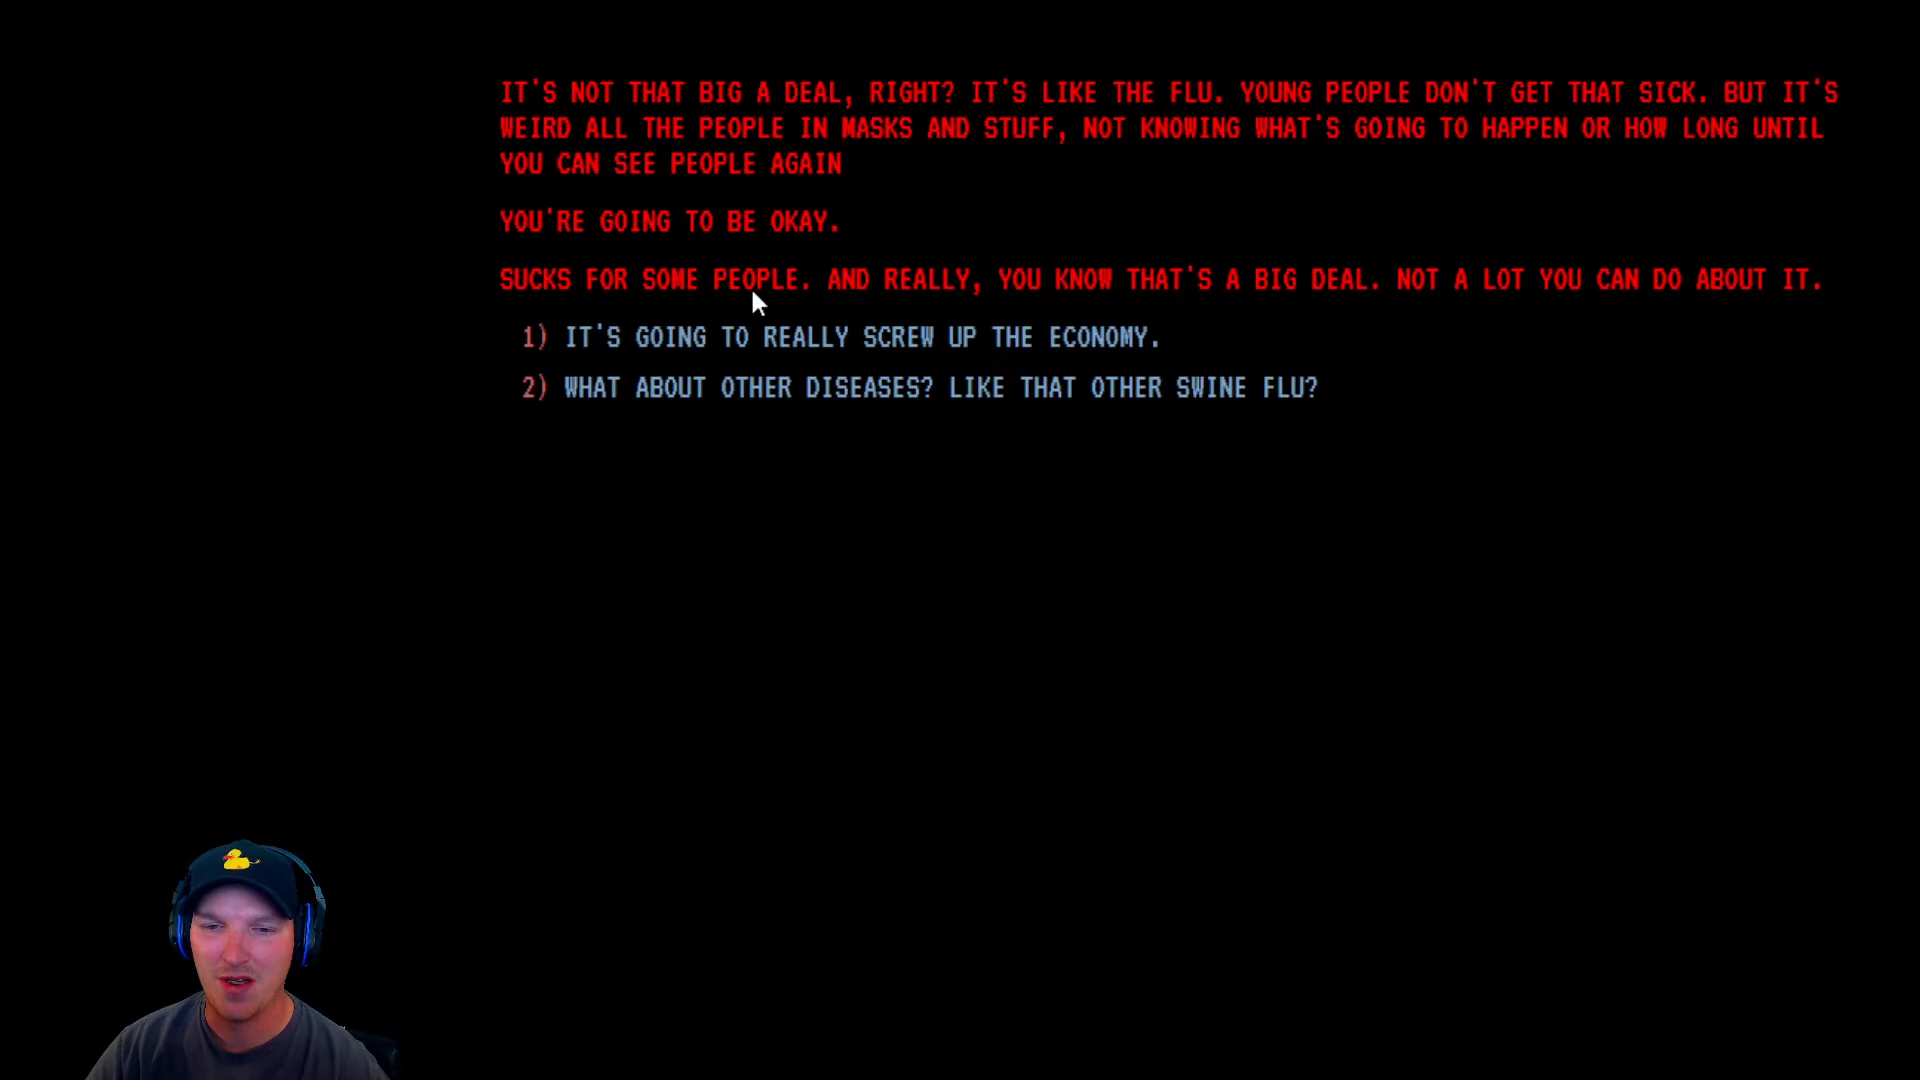 IT'S NOT THAT BIG A DEAL, RIGHT? IT'S LIKE THE FLU. YOUNG PEOPLE DON'T GET THAT SICK. BUT IT'S
WEIRD ALL THE PEOPLE IN MASKS AND STUFF, NOT KNOWING WHAT'S GOING TO HAPPEN OR HOW LONG UNTIL
YOU CAN SEE PEOPLE AGAIN
YOU'RE GOING TO BE OKAY.
SUCKS FOR SOME PEOPLE. AND REALLY, YOU KNOW THAT'S A BIG DEAL. NOT A LOT YOU CAN DO ABOUT IT.
1) IT'S GOING TO REALLY SCREW UP THE ECONOMY.
2) WHAT ABOUT OTHER DISEASES? LIKE THAT OTHER SWINE FLU?